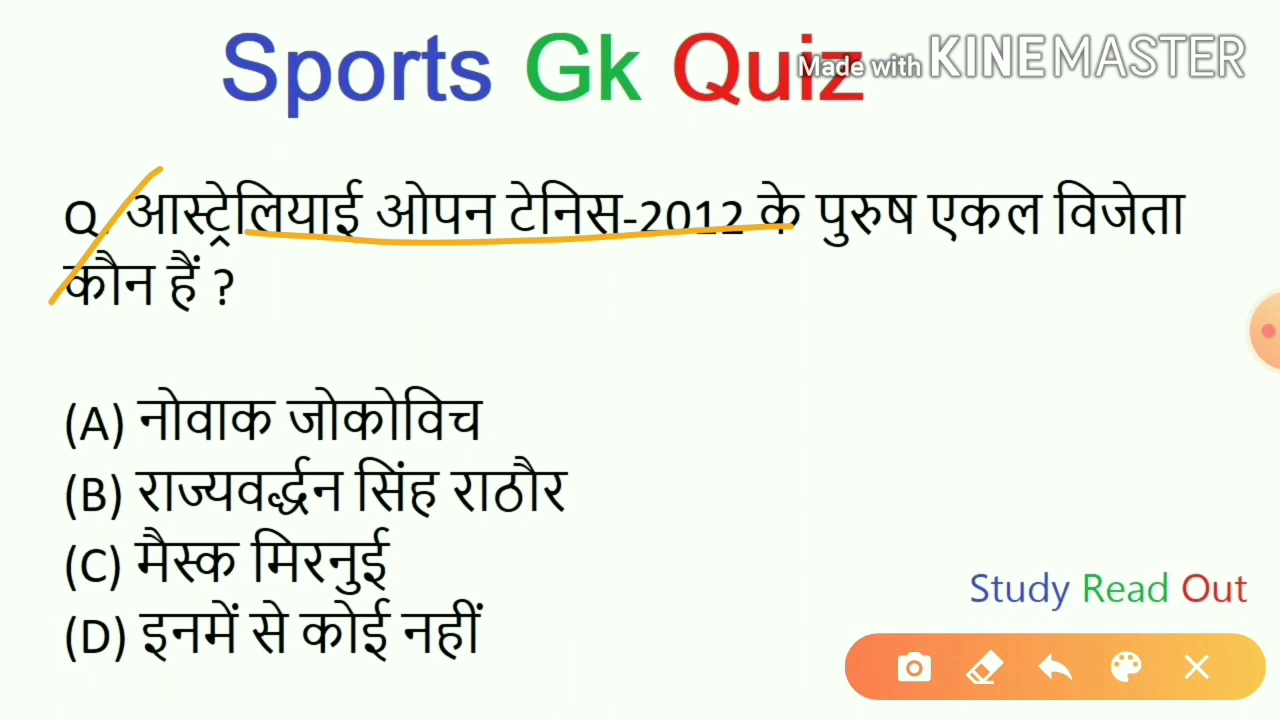 Sports Gk Quiz
Made with KINEMASTER
Q. आस्ट्रेलियाई ओपन टेनिस-2012 के पुरुष एकल विजेता
कौन हैं ?
(A) नोवाक जोकोविच
(B) राज्यवर्द्धन सिंह राठौर
(C) मैस्क मिरनुई
(D) इनमें से कोई नहीं
Study Read Out